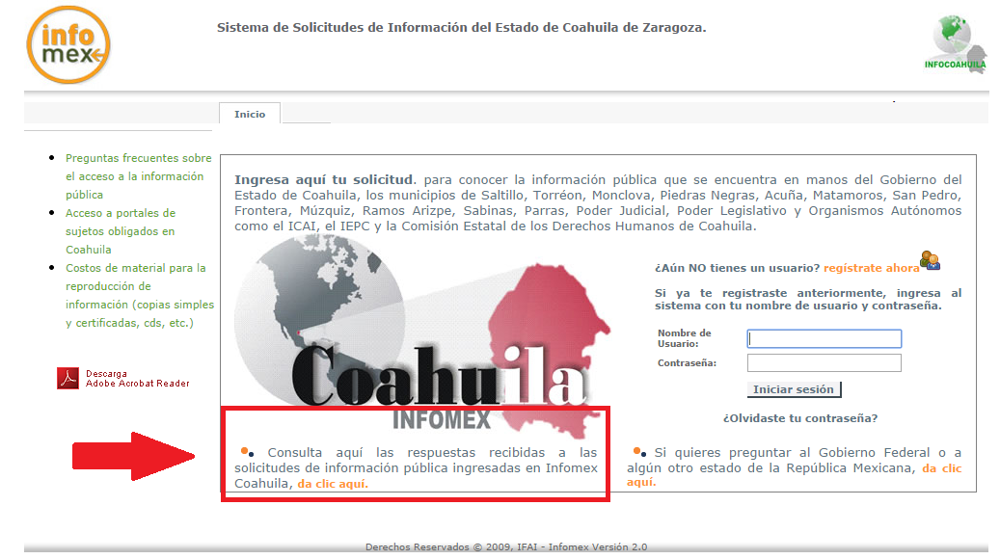 info
mex
Sistema de Solicitudes de Información del Estado de Coahuila de Zaragoza.
INFOCOAHUILA
Inicio
Preguntas frecuentes sobre
el acceso a la información
pública
Acceso a portales de
sujetos obligados en
Coahuila
Costos de material para la
reproducción de
información (copias simples
y certificadas, cds, etc.)
Descarga
Adobe Acrobat Reader
Ingresa aquí tu solicitud. para conocer la información pública que se encuentra en manos del Gobierno del
Estado de Coahuila, los municipios de Saltillo, Torréon, Monclova, Piedras Negras, Acuña, Matamoros, San Pedro,
Frontera, Múzquiz, Ramos Arizpe, Sabinas, Parras, Poder Judicial, Poder Legislativo y Organismos Autónomos
como el ICAI, el IEPC y la Comisión Estatal de los Derechos Humanos de Coahuila.
Coahuila
INFOMEX
¿Aún NO tienes un usuario? regístrate ahora
Si ya te registraste anteriormente, ingresa al
sistema con tu nombre de usuario y contraseña.
Nombre de
Usuario:
Contraseña:
Iniciar sesión
¿Olvidaste tu contraseña?
Consulta aquí las respuestas recibidas a las
solicitudes de información pública ingresadas en Infomex
Coahuila, da clic aquí.
Si quieres preguntar al Gobierno Federal o a
algún otro estado de la República Mexicana, da clic
aquí.
Derechos Reservados © 2009, IFAI - Infomex Versión 2.0